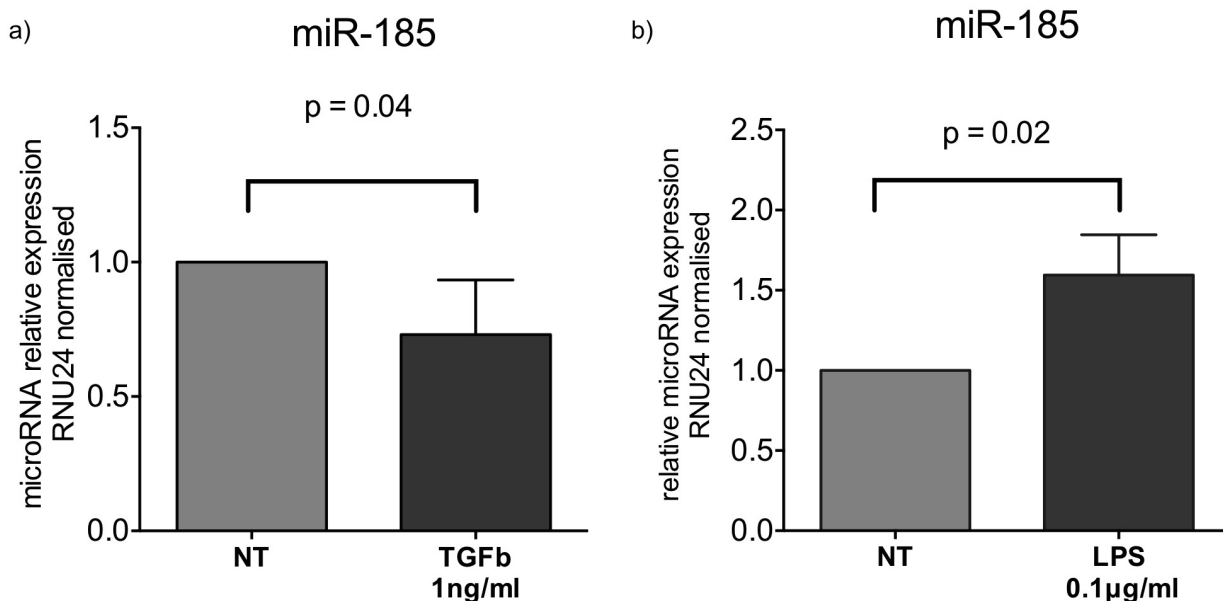 a)
miR-185
p = 0.04
microRNA relative expression
RNU24 normalised
1.5
1.0
0.5
0.0
NT
TGFb
1ng/ml
b)
miR-185
p = 0.02
relative microRNA expression
RNU24 normalised
2.5
2.0
1.5
1.0
0.5
0.0
NT
LPS
0.1µg/ml